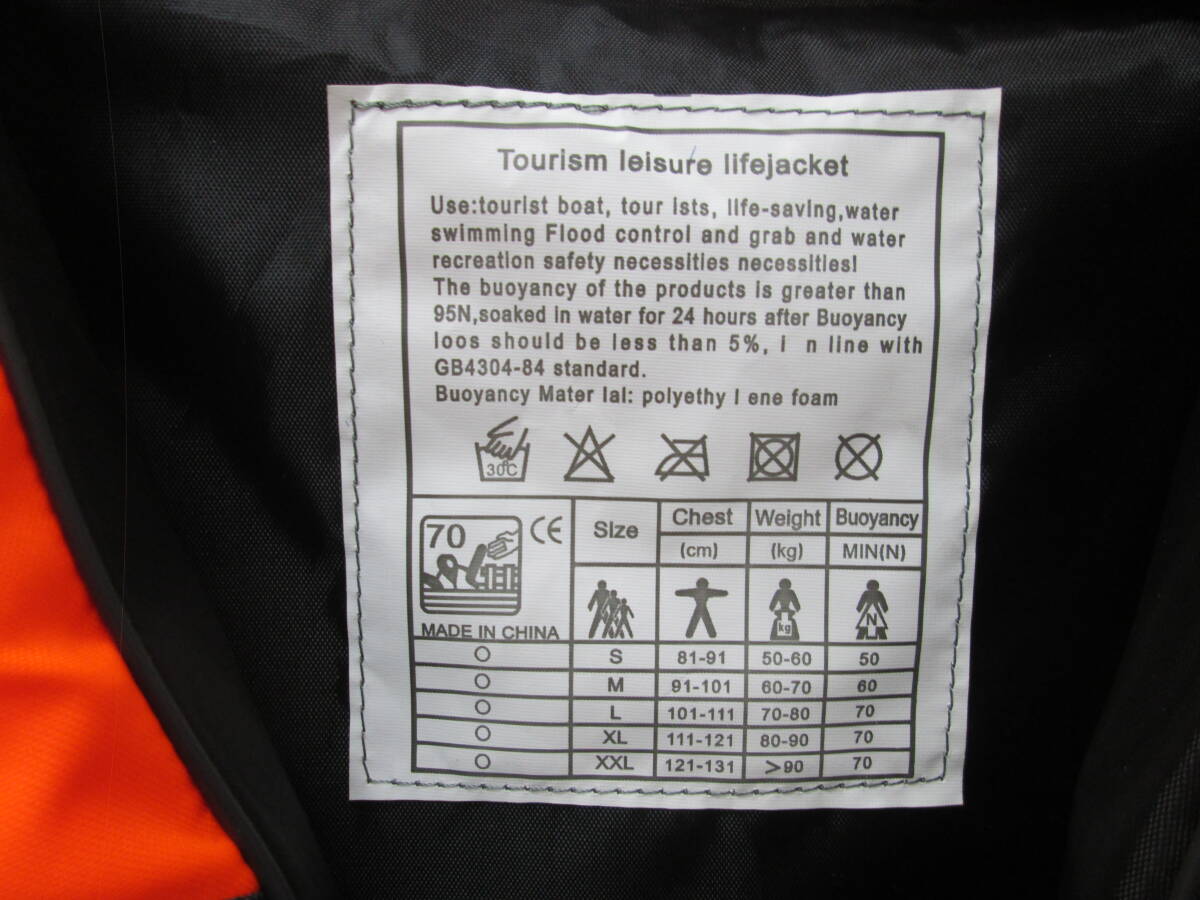 Tourism leisure lifejacket
Use:tourist boat, tour ists, life-saving,water
swimming Flood control and grab and water
recreation safety necessities necessities!
The buoyancy of the products is greater than
95N,soaked in water for 24 hours after Buoyancy
loos should be less than 5%, i n line with
GB4304-84 standard.
Buoyancy Mater ial: polyethy l ene foam
30℃
70 CE
MADE IN CHINA
Size Chest Weight Buoyancy
(cm) (kg) MIN(N)
kg N
S 81-91 50-60 50
M 91-101 60-70 60
L 101-111 70-80 70
XL 111-121 80-90 70
XXL 121-131 >90 70